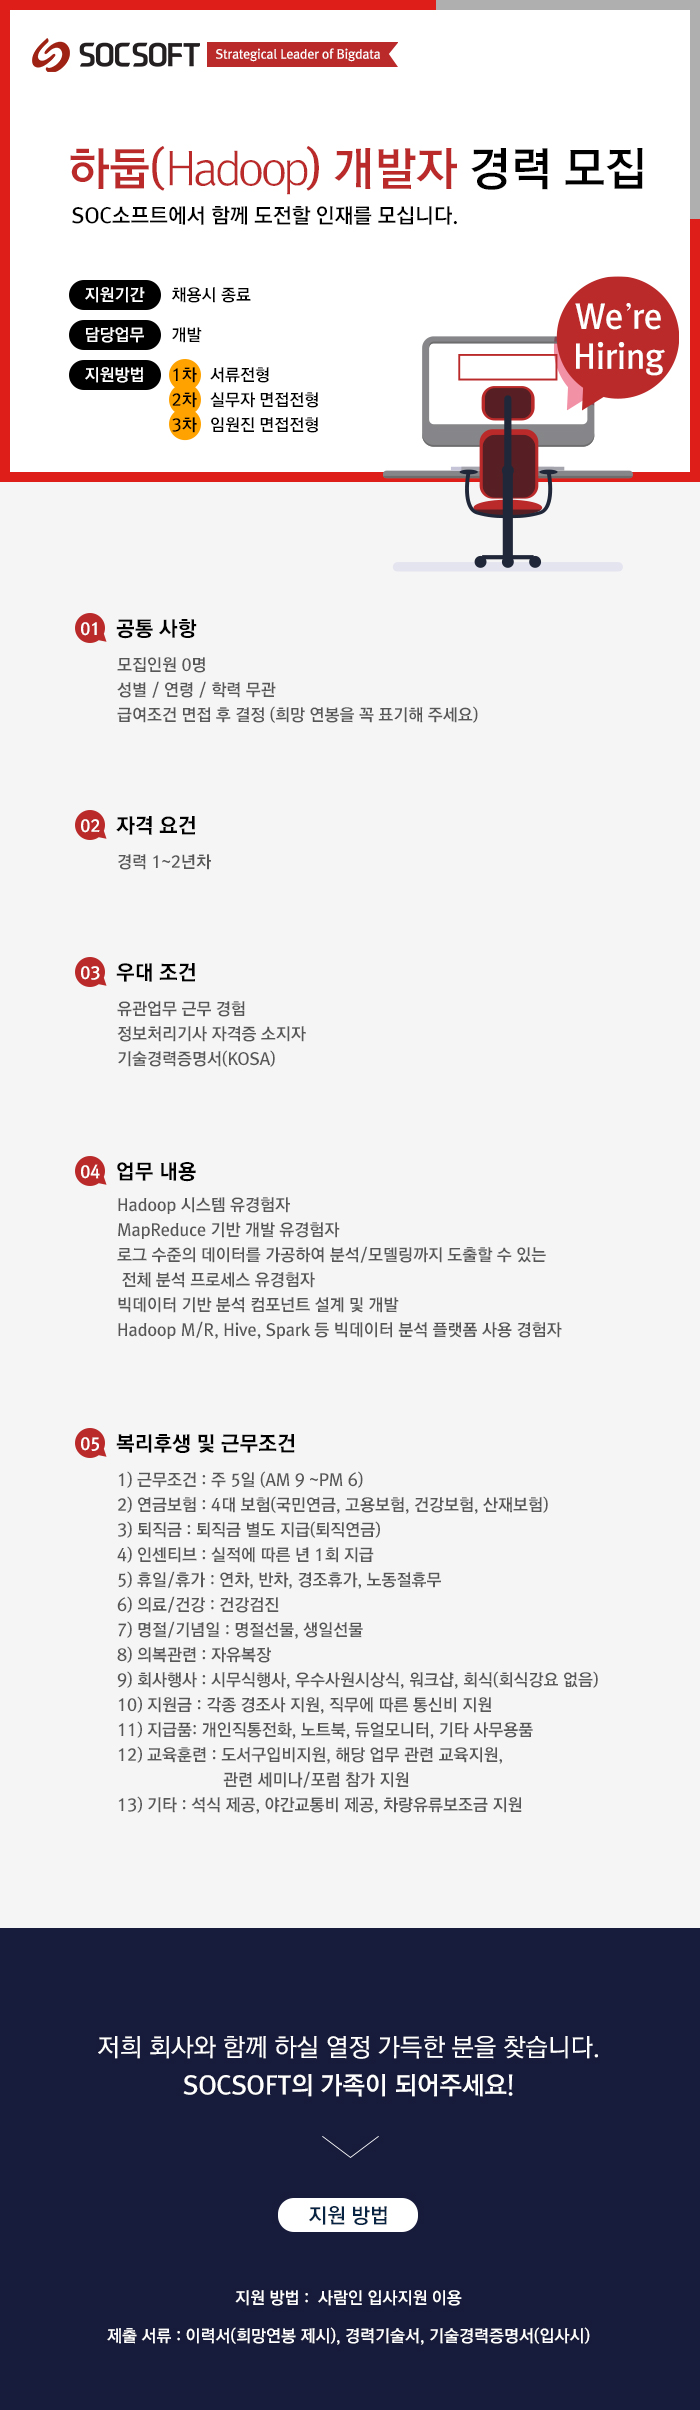 SOCSOFT Strategical Leader of Bigdata
하둡(Hadoop) 개발자 경력 모집
SOC소프트에서 함께 도전할 인재를 모십니다.
지원기간 채용시 종료
담당업무 개발
지원방법 1차 서류전형
2차 실무자 면접전형
3차 임원진 면접전형
We're
Hiring
01 공통 사항
모집인원 0명
성별 / 연령 / 학력 무관
급여조건 면접 후 결정 (희망 연봉을 꼭 표기해 주세요)
02 자격 요건
경력 1~2년차
03 우대 조건
유관업무 근무 경험
정보처리기사 자격증 소지자
기술경력증명서(KOSA)
04 업무 내용
Hadoop 시스템 유경험자
MapReduce 기반 개발 유경험자
로그 수준의 데이터를 가공하여 분석/모델링까지 도출할 수 있는
전체 분석 프로세스 유경험자
빅데이터 기반 분석 컴포넌트 설계 및 개발
Hadoop M/R, Hive, Spark 등 빅데이터 분석 플랫폼 사용 경험자
05 복리후생 및 근무조건
1) 근무조건 : 주 5일 (AM 9 ~PM 6)
2) 연금보험 : 4대 보험(국민연금, 고용보험, 건강보험, 산재보험)
3) 퇴직금 : 퇴직금 별도 지급(퇴직연금)
4) 인센티브 : 실적에 따른 년 1회 지급
5) 휴일/휴가 : 연차, 반차, 경조휴가, 노동절휴무
6) 의료/건강 : 건강검진
7) 명절/기념일 : 명절선물, 생일선물
8) 의복관련 : 자유복장
9) 회사행사 : 시무식행사, 우수사원시상식, 워크샵, 회식(회식강요 없음)
10) 지원금 : 각종 경조사 지원, 직무에 따른 통신비 지원
11) 지급품: 개인직통전화, 노트북, 듀얼모니터, 기타 사무용품
12) 교육훈련 : 도서구입비지원, 해당 업무 관련 교육지원,
관련 세미나/포럼 참가 지원
13) 기타 : 석식 제공, 야간교통비 제공, 차량유류보조금 지원
저희 회사와 함께 하실 열정 가득한 분을 찾습니다.
SOCSOFT의 가족이 되어주세요!
지원 방법
지원 방법 : 사람인 입사지원 이용
제출 서류 : 이력서(희망연봉 제시), 경력기술서, 기술경력증명서(입사시)